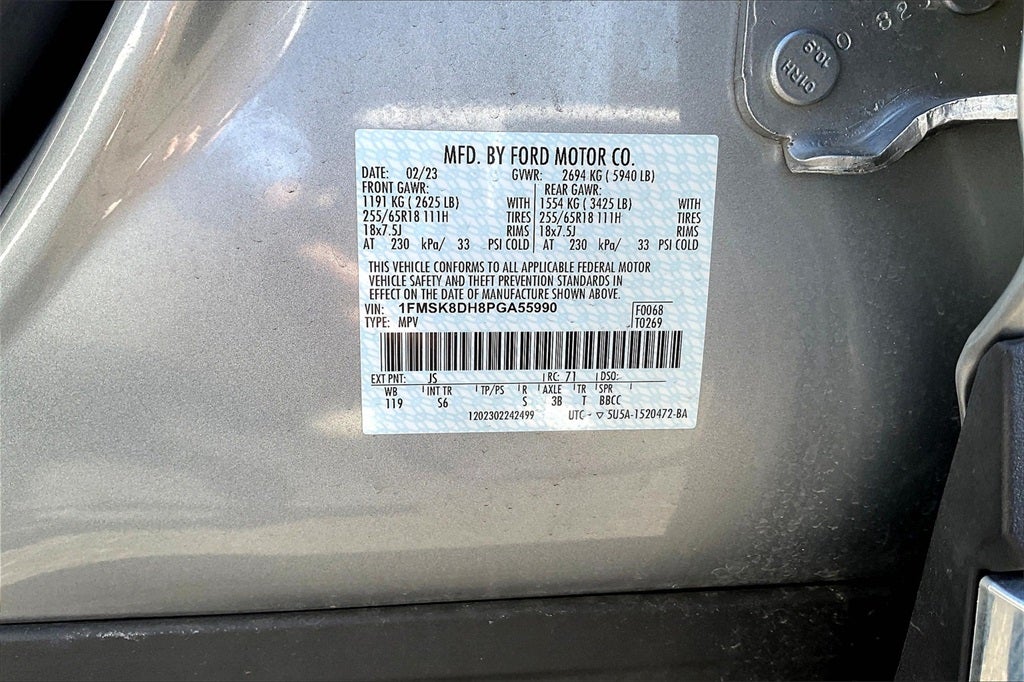 01RH
10.9
0 82
MFD. BY FORD MOTOR CO.
DATE: 02/23 GVWR: 2694 KG ( 5940 LB)
FRONT GAWR: REAR GAWR:
1191 KG ( 2625 LB) WITH 1554 KG ( 3425 LB) WITH
255/65R18 111H TIRES 255/65R18 111H TIRES
18x7.5J RIMS 18x7.5J RIMS
AT 230 kPa/ 33 PSI COLD AT 230 kPa/ 33 PSI COLD
THIS VEHICLE CONFORMS TO ALL APPLICABLE FEDERAL MOTOR
VEHICLE SAFETY AND THEFT PREVENTION STANDARDS IN
EFFECT ON THE DATE OF MANUFACTURE SHOWN ABOVE.
VIN: 1FMSK8DH8PGA55990 F0068
TYPE: MPV T0269
EXT PNT: JS RC: 71 DSO:
WB INT TR TP/PS R AXLE TR SPR
119 S6 S 3B T BBCC
1202302242499 UTC - ▽ 5U5A-1520472-BA